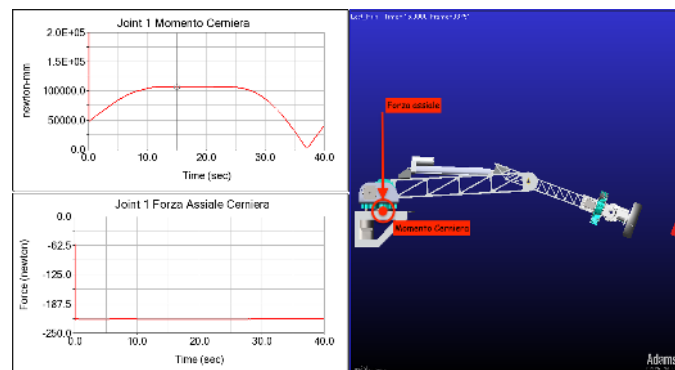 Joint 1 Momento Cerniera
2.0E+05
1.5E+05
100000.0
50000.0
0.0
newton-mm
0.0 10.0 20.0 30.0 40.0
Time (sec)
Joint 1 Forza Assiale Cerniera
0.0
-62.5
-125.0
-187.5
-250.0
Force (newton)
0.0 10.0 20.0 30.0 40.0
Time (sec)
Forza assiale
Momento Cerniera
Adams